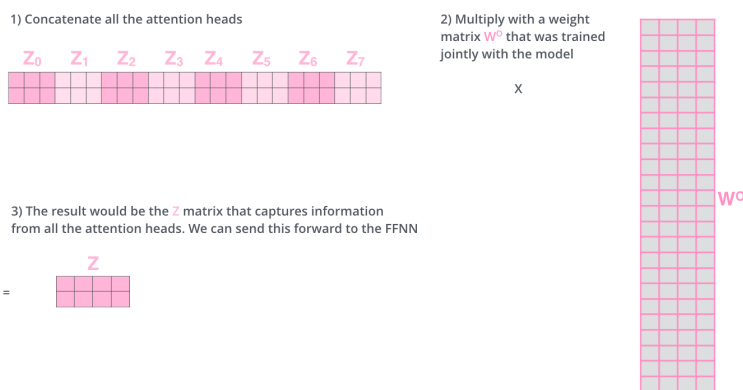 1) Concatenate all the attention heads
Z0 Z1 Z2 Z3 Z4 Z5 Z6 Z7
2) Multiply with a weight
matrix WO that was trained
jointly with the model
X
WO
3) The result would be the Z matrix that captures information
from all the attention heads. We can send this forward to the FFNN
Z
=